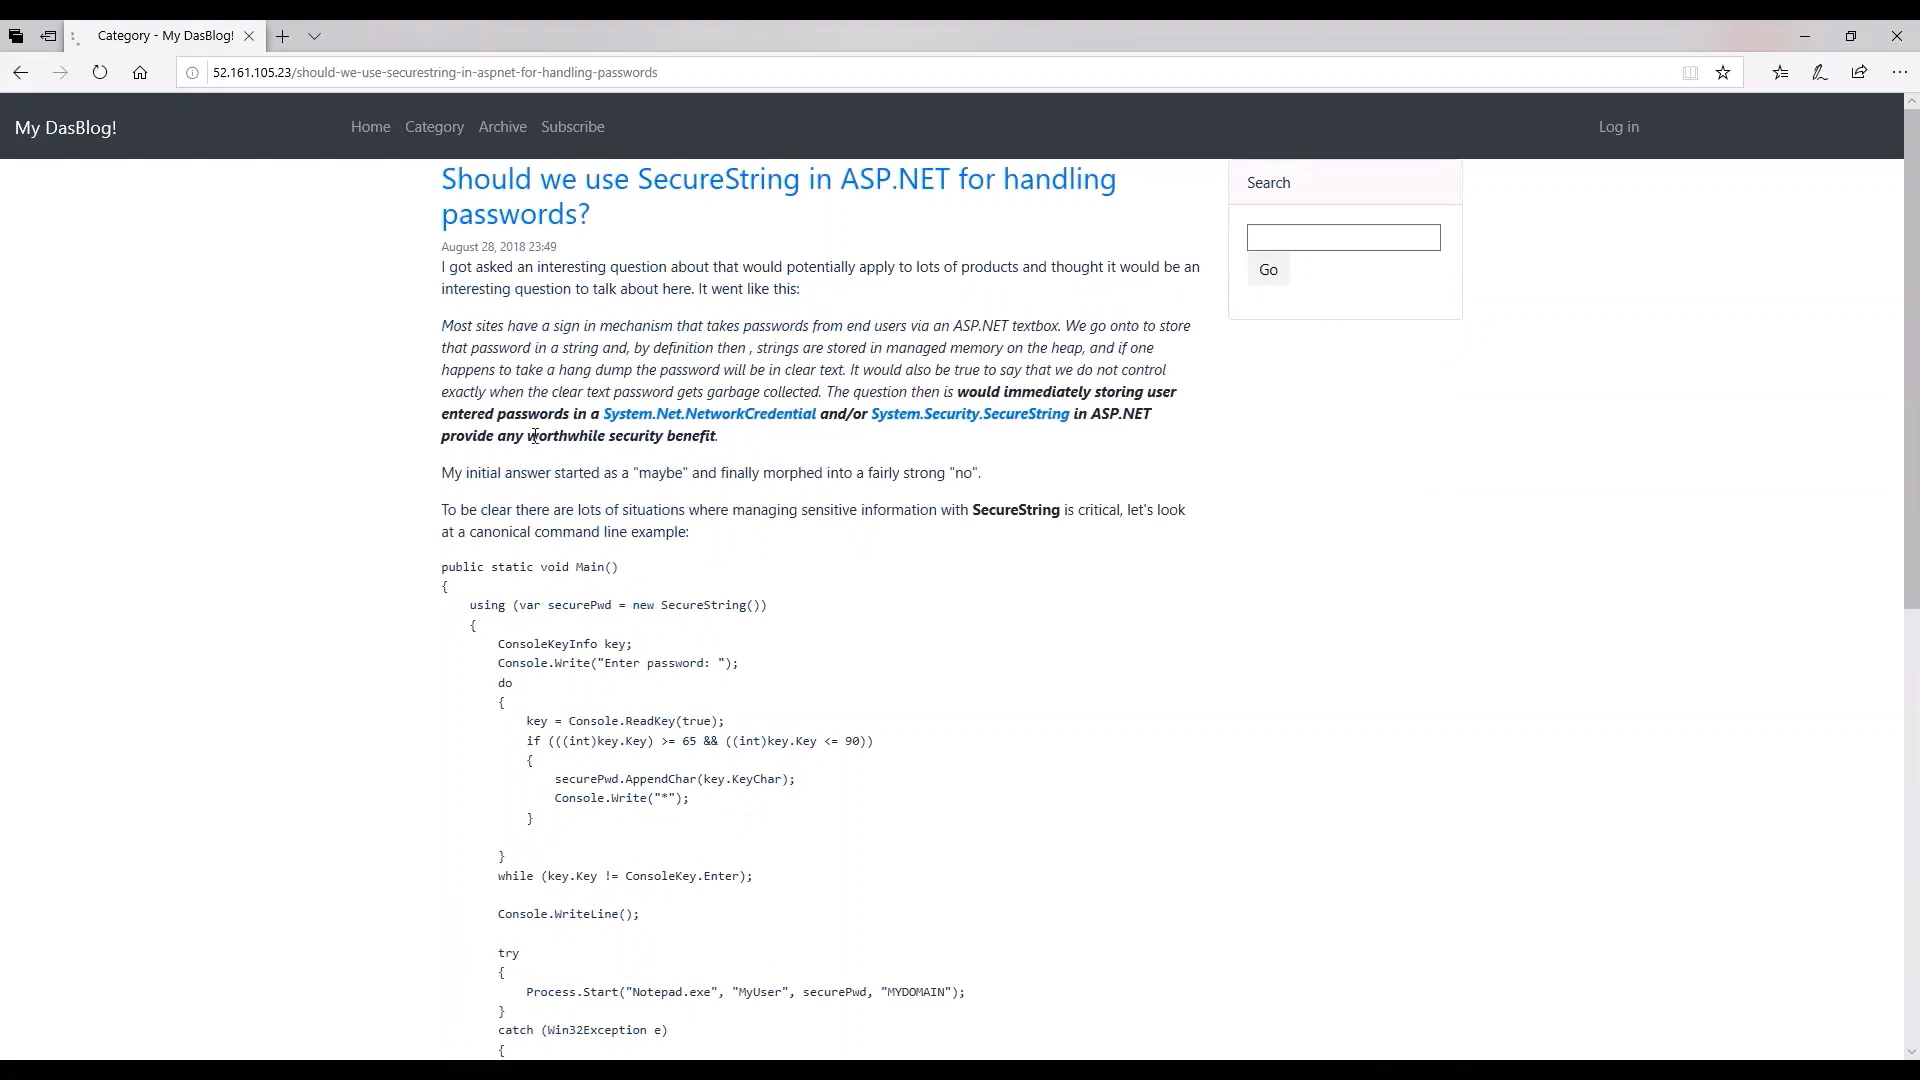 Category - My DasBlog!
52.161.105.23/should-we-use-securestring-in-aspnet-for-handling-passwords
My DasBlog!
Home Category Archive Subscribe
Log in
Should we use SecureString in ASP.NET for handling
passwords?
August 28, 2018 23:49
I got asked an interesting question about that would potentially apply to lots of products and thought it would be an
interesting question to talk about here. It went like this:
Most sites have a sign in mechanism that takes passwords from end users via an ASP.NET textbox. We go onto to store
that password in a string and, by definition then , strings are stored in managed memory on the heap, and if one
happens to take a hang dump the password will be in clear text. It would also be true to say that we do not control
exactly when the clear text password gets garbage collected. The question then is would immediately storing user
entered passwords in a System.Net.NetworkCredential and/or System.Security.SecureString in ASP.NET
provide any worthwhile security benefit.
My initial answer started as a "maybe" and finally morphed into a fairly strong "no".
To be clear there are lots of situations where managing sensitive information with SecureString is critical, let's look
at a canonical command line example:
public static void Main()
{
using (var securePwd = new SecureString())
{
ConsoleKeyInfo key;
Console.Write("Enter password: ");
do
{
key = Console.ReadKey(true);
if (((int)key.Key) >= 65 && ((int)key.Key <= 90))
{
securePwd.AppendChar(key.KeyChar);
Console.Write("*");
}
}
while (key.Key != ConsoleKey.Enter);
Console.WriteLine();
try
{
Process.Start("Notepad.exe", "MyUser", securePwd, "MYDOMAIN");
}
catch (Win32Exception e)
{
Search
Go